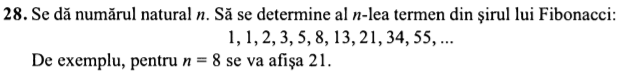 28. Se dă numărul natural n. Să se determine al n-lea termen din şirul lui Fibonacci:
1, 1, 2, 3, 5, 8, 13, 21, 34, 55, ...
De exemplu, pentru n = 8 se va afişa 21.